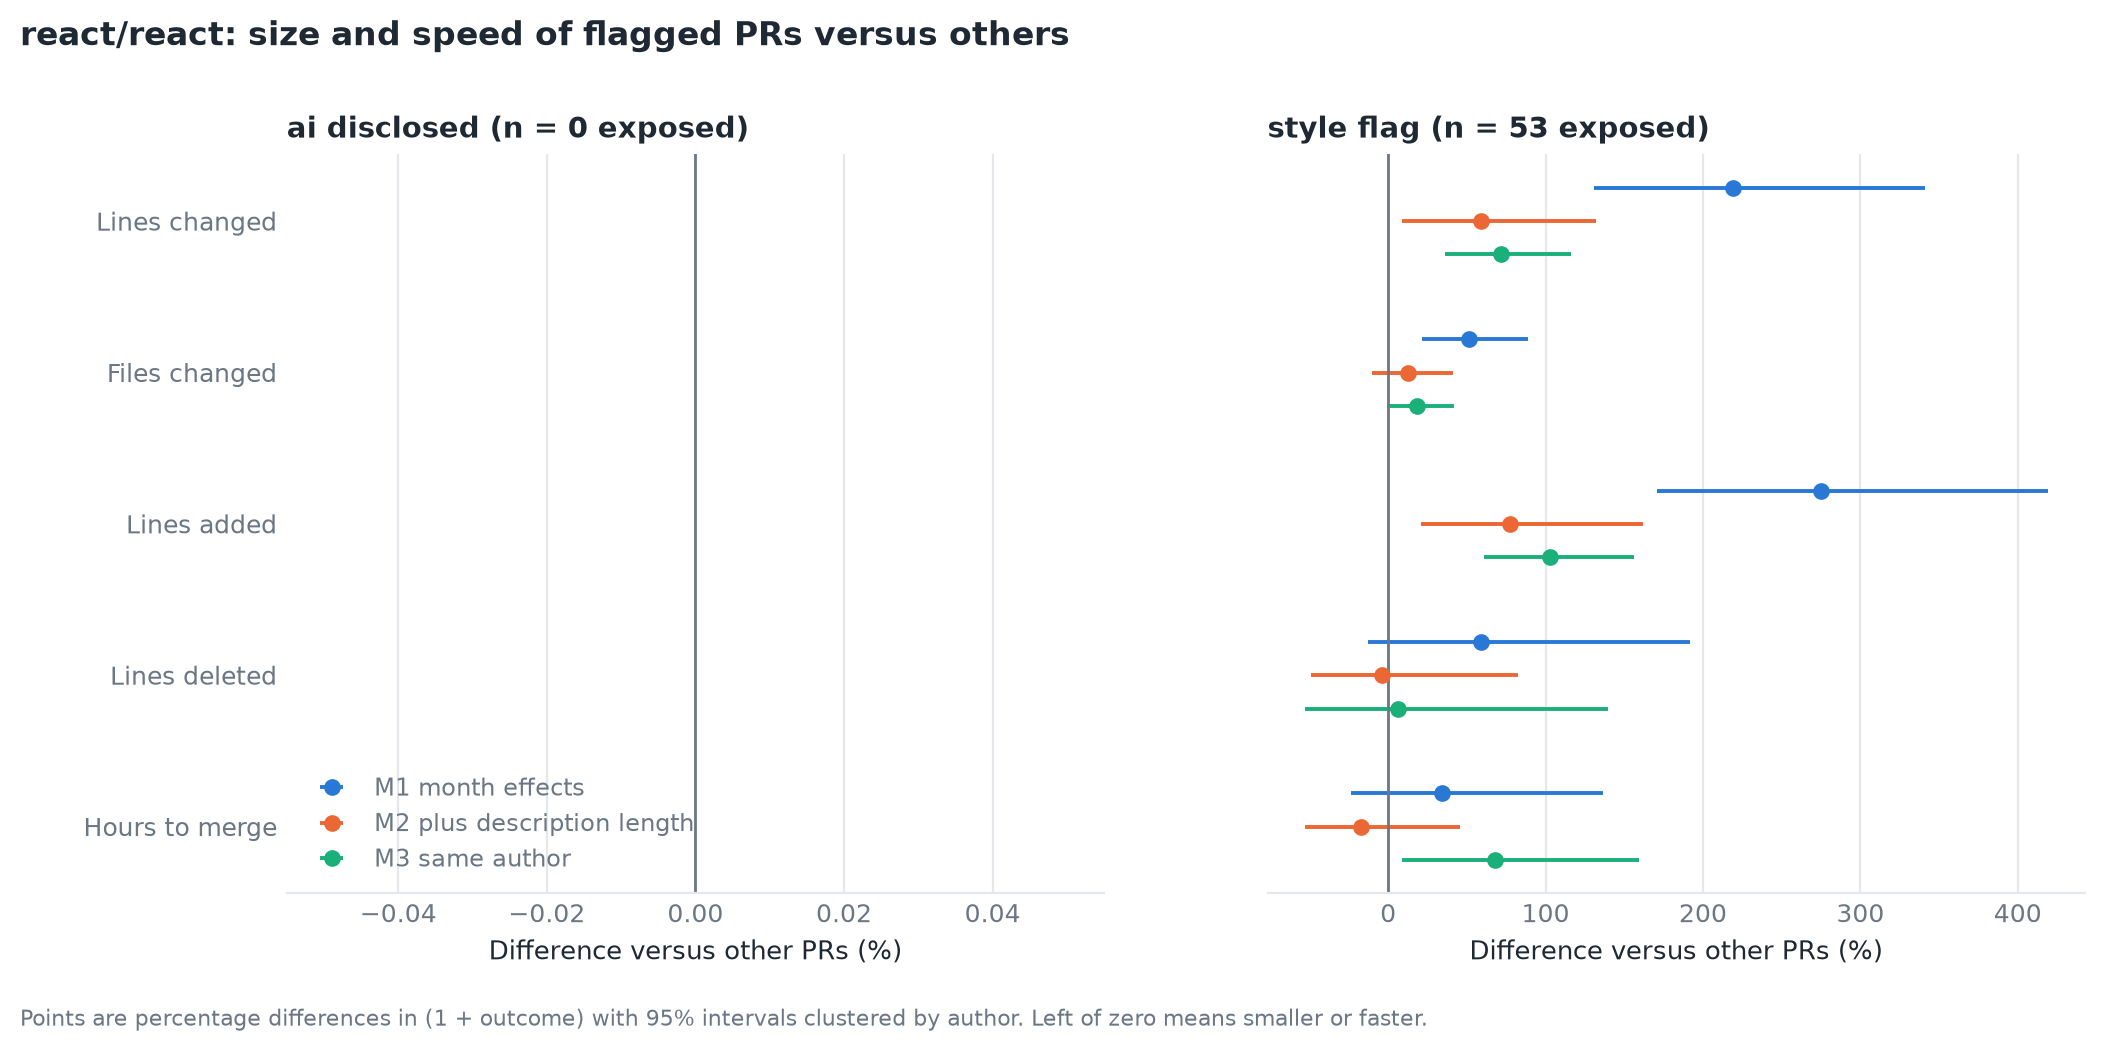 react/react: size and speed of flagged PRs versus others
ai disclosed (n = 0 exposed)
style flag (n = 53 exposed)
Lines changed
Files changed
Lines added
Lines deleted
Hours to merge
M1 month effects
M2 plus description length
M3 same author
−0.04 −0.02 0.00 0.02 0.04
0 100 200 300 400
Difference versus other PRs (%)
Difference versus other PRs (%)
Points are percentage differences in (1 + outcome) with 95% intervals clustered by author. Left of zero means smaller or faster.